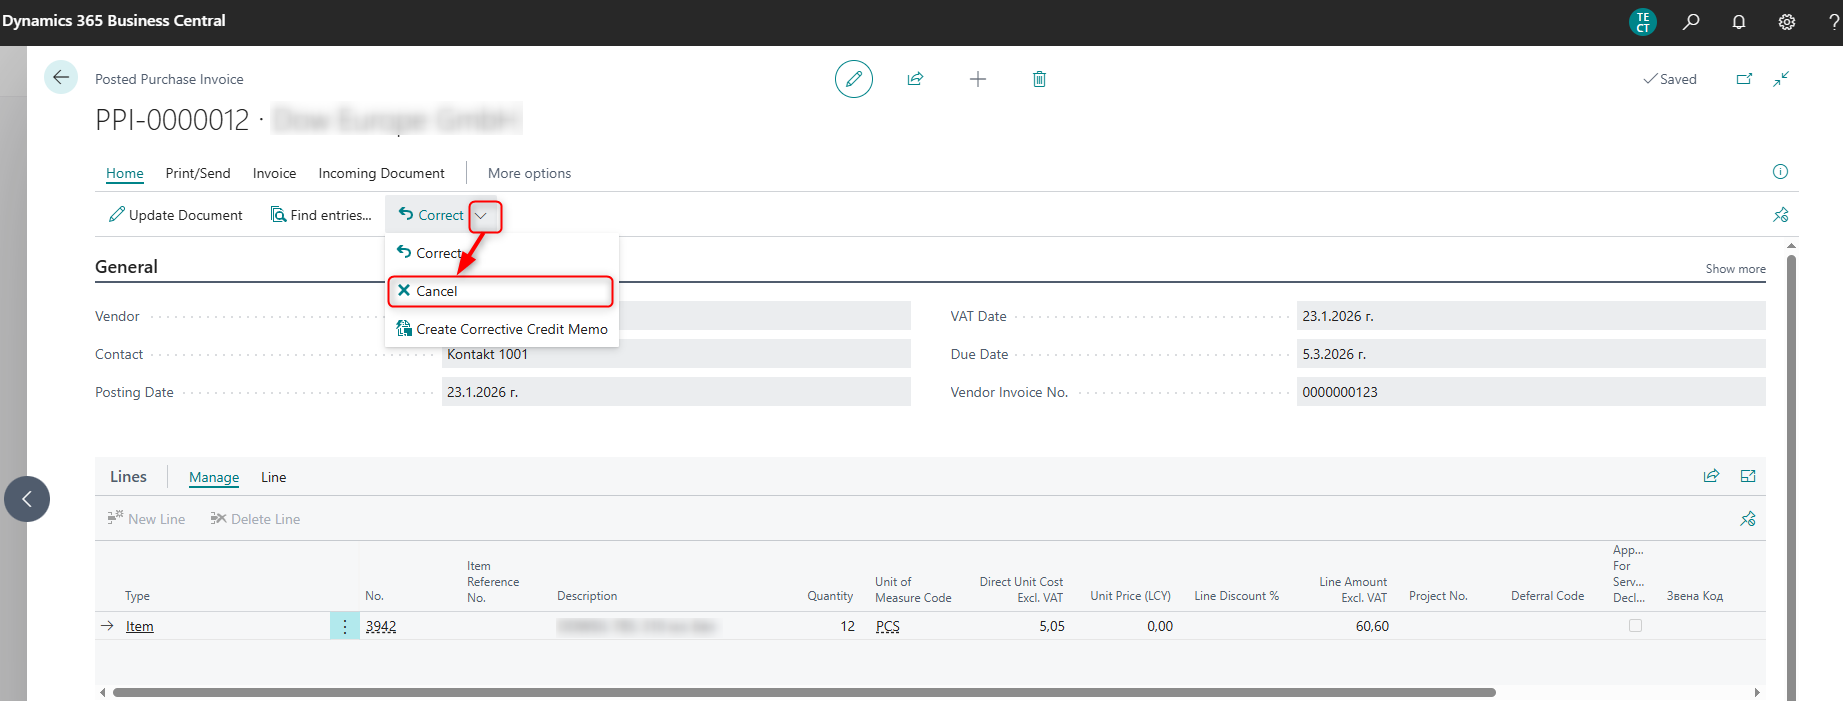 Dynamics 365 Business Central
TE
CT
?
Posted Purchase Invoice
Saved
PPI-0000012 ·
Home Print/Send Invoice Incoming Document More options
Update Document Find entries... Correct
Correct
Cancel
Create Corrective Credit Memo
General
Show more
Vendor
VAT Date 23.1.2026 г.
Contact Kontakt 1001
Due Date 5.3.2026 г.
Posting Date 23.1.2026 г.
Vendor Invoice No. 0000000123
Lines Manage Line
New Line Delete Line
Type
No.
Item
Reference
No.
Description
Quantity
Unit of
Measure Code
Direct Unit Cost
Excl. VAT
Unit Price (LCY)
Line Discount %
Line Amount
Excl. VAT
Project No.
Deferral Code
App...
For
Serv...
Decl...
Звена Код
Item 3942 12 PCS 5,05 0,00 60,60